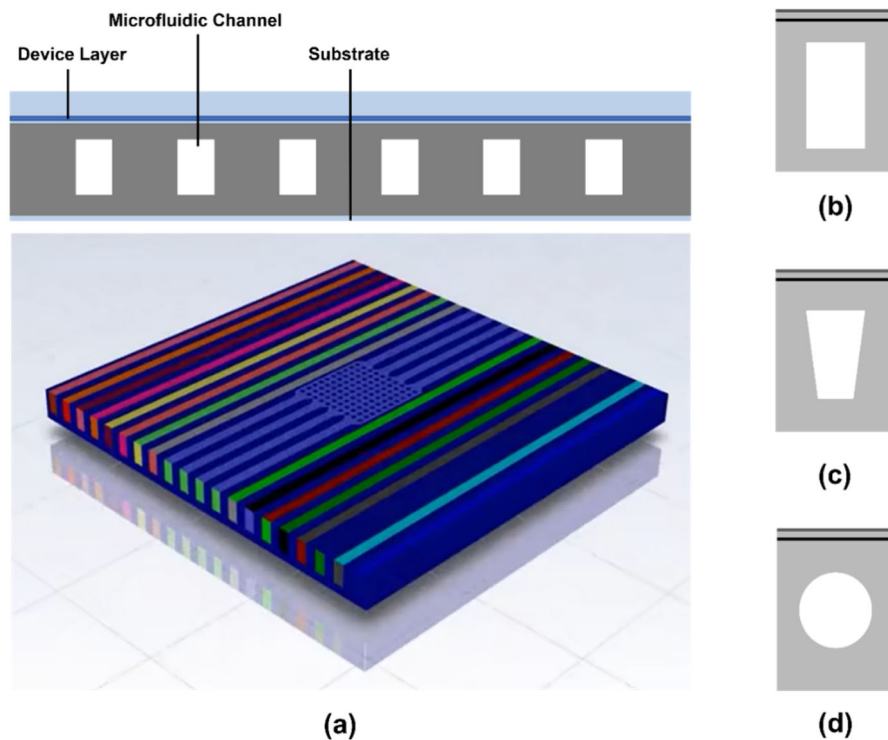 Microfluidic Channel
Device Layer
Substrate
(b)
(c)
(a)
(d)